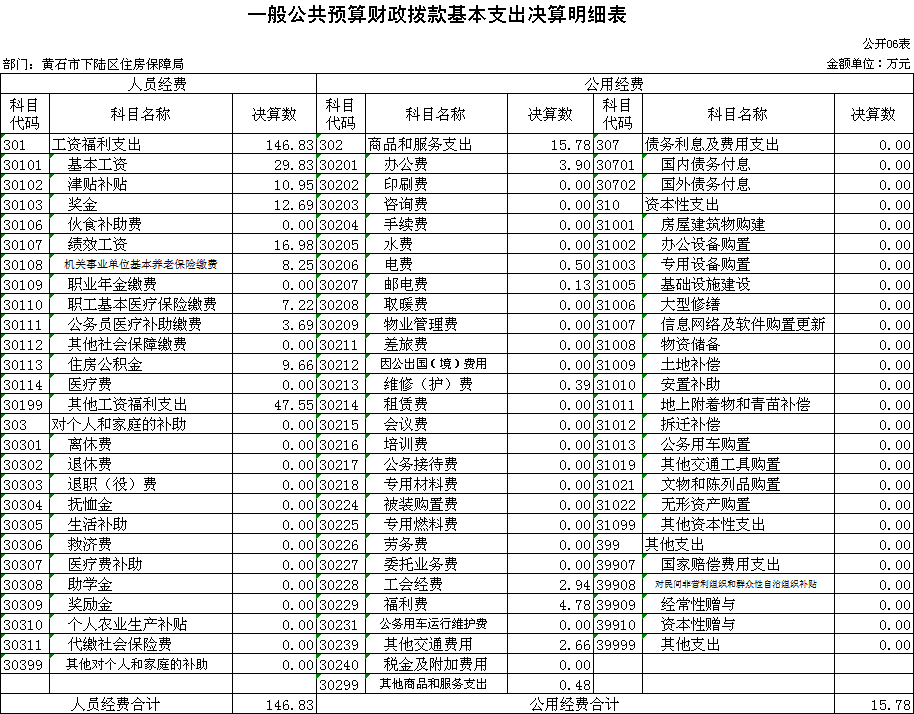 一般公共预算财政拨款基本支出决算明细表
公开06表
部门：黄石市下陆区住房保障局 金额单位：万元
人员经费 公用经费
科目代码 科目名称 决算数 科目代码 科目名称 决算数 科目代码 科目名称 决算数
301 工资福利支出 146.83 302 商品和服务支出 15.78 307 债务利息及费用支出 0.00
30101 基本工资 29.83 30201 办公费 3.90 30701 国内债务付息 0.00
30102 津贴补贴 10.95 30202 印刷费 0.00 30702 国外债务付息 0.00
30103 奖金 12.69 30203 咨询费 0.00 310 资本性支出 0.00
30106 伙食补助费 0.00 30204 手续费 0.00 31001 房屋建筑物购建 0.00
30107 绩效工资 16.98 30205 水费 0.00 31002 办公设备购置 0.00
30108 机关事业单位基本养老保险缴费 8.25 30206 电费 0.50 31003 专用设备购置 0.00
30109 职业年金缴费 0.00 30207 邮电费 0.13 31005 基础设施建设 0.00
30110 职工基本医疗保险缴费 7.22 30208 取暖费 0.00 31006 大型修缮 0.00
30111 公务员医疗补助缴费 3.69 30209 物业管理费 0.00 31007 信息网络及软件购置更新 0.00
30112 其他社会保障缴费 0.00 30211 差旅费 0.00 31008 物资储备 0.00
30113 住房公积金 9.66 30212 因公出国（境）费用 0.00 31009 土地补偿 0.00
30114 医疗费 0.00 30213 维修（护）费 0.39 31010 安置补助 0.00
30199 其他工资福利支出 47.55 30214 租赁费 0.00 31011 地上附着物和青苗补偿 0.00
303 对个人和家庭的补助 0.00 30215 会议费 0.00 31012 拆迁补偿 0.00
30301 离休费 0.00 30216 培训费 0.00 31013 公务用车购置 0.00
30302 退休费 0.00 30217 公务接待费 0.00 31019 其他交通工具购置 0.00
30303 退职（役）费 0.00 30218 专用材料费 0.00 31021 文物和陈列品购置 0.00
30304 抚恤金 0.00 30224 被装购置费 0.00 31022 无形资产购置 0.00
30305 生活补助 0.00 30225 专用燃料费 0.00 31099 其他资本性支出 0.00
30306 救济费 0.00 30226 劳务费 0.00 399 其他支出 0.00
30307 医疗费补助 0.00 30227 委托业务费 0.00 39907 国家赔偿费用支出 0.00
30308 助学金 0.00 30228 工会经费 2.94 39908 对民间非营利组织和群众性自治组织补贴 0.00
30309 奖励金 0.00 30229 福利费 4.78 39909 经常性赠与 0.00
30310 个人农业生产补贴 0.00 30231 公务用车运行维护费 0.00 39910 资本性赠与 0.00
30311 代缴社会保险费 0.00 30239 其他交通费用 2.66 39999 其他支出 0.00
30399 其他对个人和家庭的补助 0.00 30240 税金及附加费用 0.00
30299 其他商品和服务支出 0.48
人员经费合计 146.83 公用经费合计 15.78